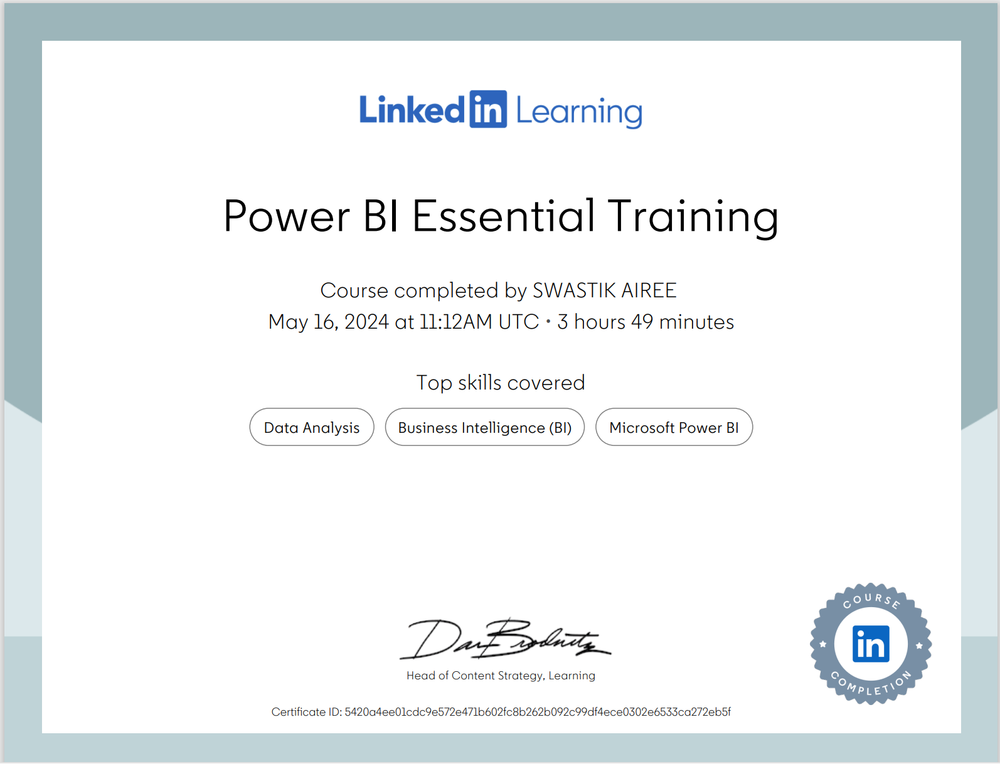 Linkedin Learning
Power BI Essential Training
Course completed by SWASTIK AIREE
May 16, 2024 at 11:12AM UTC • 3 hours 49 minutes
Top skills covered
Data Analysis
Business Intelligence (BI)
Microsoft Power BI
Dan Brodnitz
Head of Content Strategy, Learning
Certificate ID: 5420a4ee01cdc9e572e471b602fc8b262b092c99df4ece0302e6533ca272eb5f
COURSE
in
COMPLETION